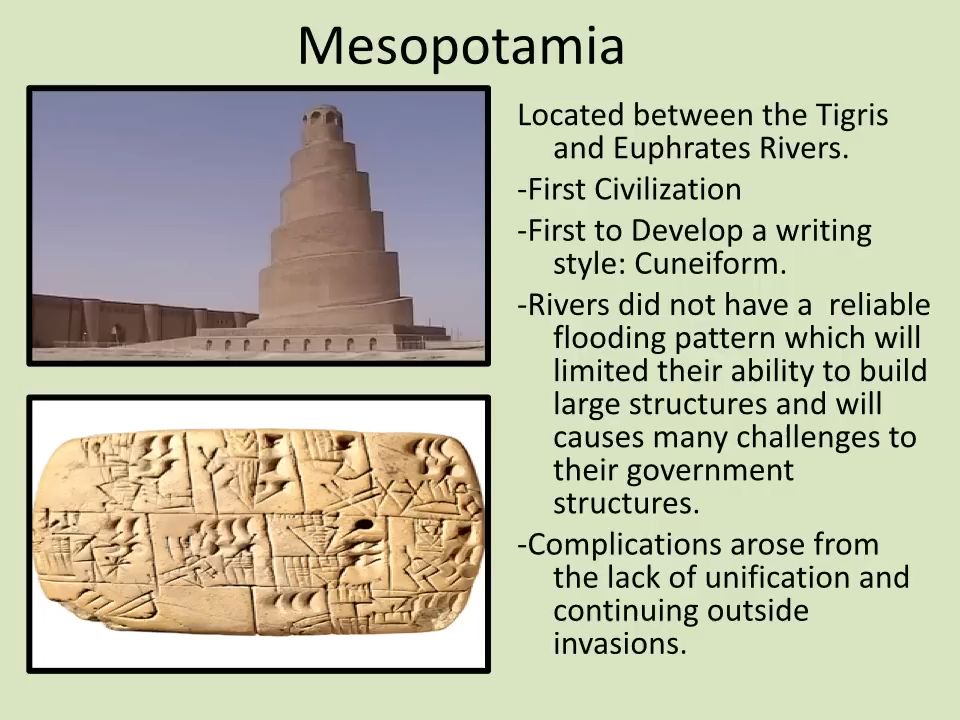 Mesopotamia
Located between the Tigris
and Euphrates Rivers.
-First Civilization
-First to Develop a writing
style: Cuneiform.
-Rivers did not have a  reliable
flooding pattern which will
limited their ability to build
large structures and will
causes many challenges to
their government
structures.
-Complications arose from
the lack of unification and
continuing outside
invasions.